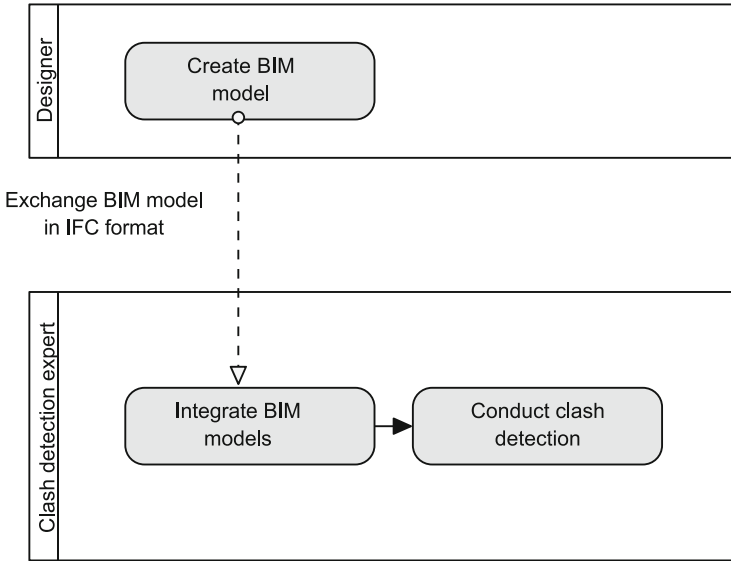 Designer
Create BIM
model
Exchange BIM model
in IFC format
Clash detection expert
Integrate BIM
models
Conduct clash
detection